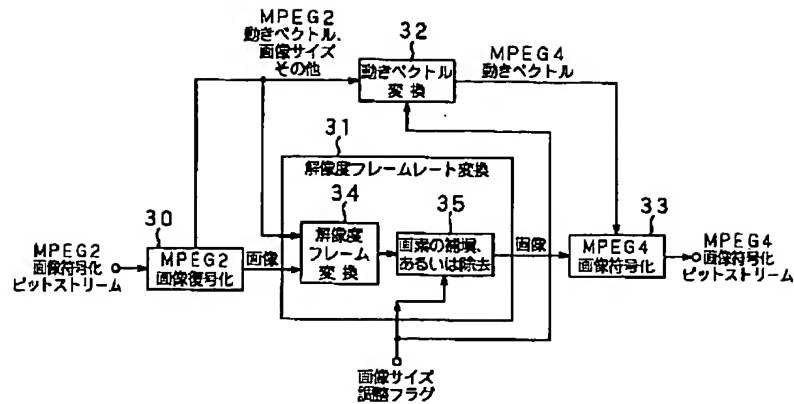 MPEG2
動きベクトル、
画像サイズ
その他
32
動きベクトル
変換
MPEG4
動きベクトル
31
解像度フレームレート変換
34
解像度
フレーム
変換
35
画素の補填、
あるいは除去
30
MPEG2
画像符号化
ビットストリーム
MPEG2
画像復号化
画像
画像
33
MPEG4
画像符号化
MPEG4
画像符号化
ビットストリーム
画像サイズ
調整フラグ